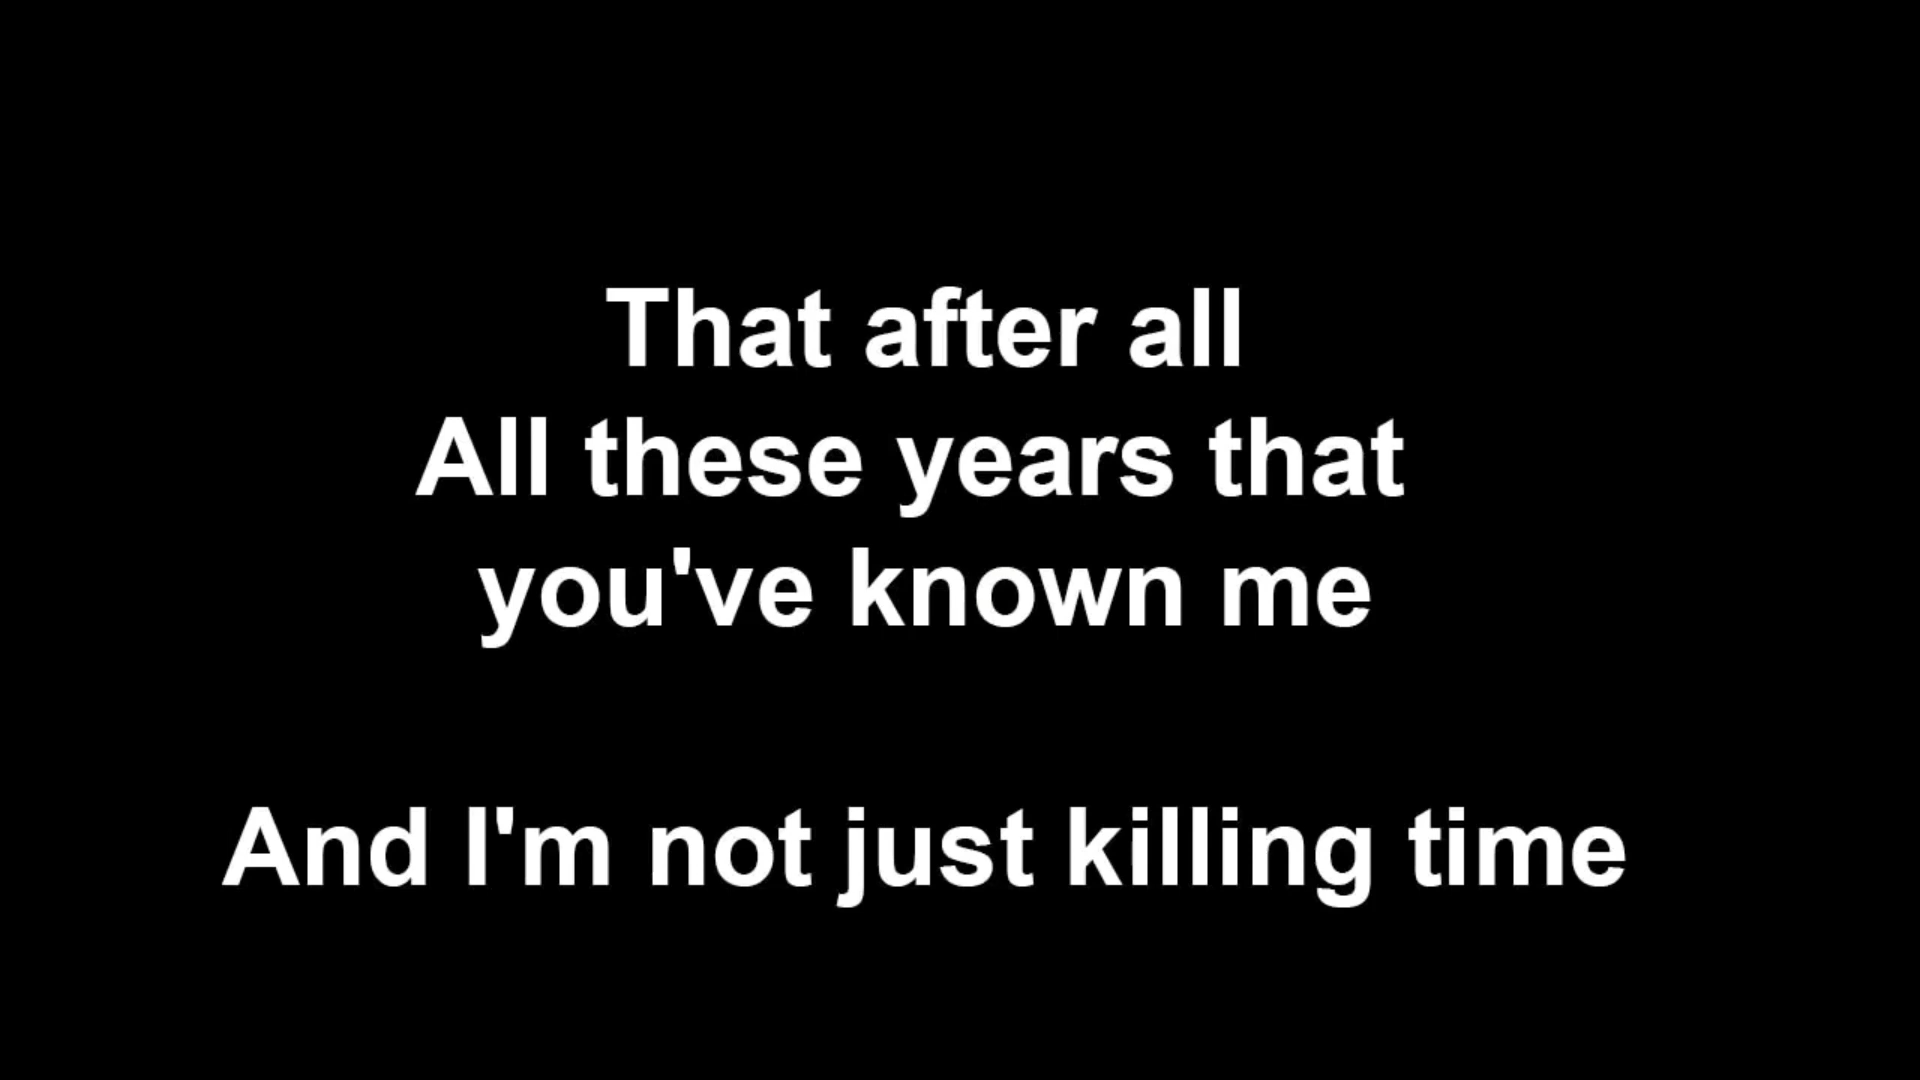 That after all
All these years that
you've known me
And I'm not just killing time